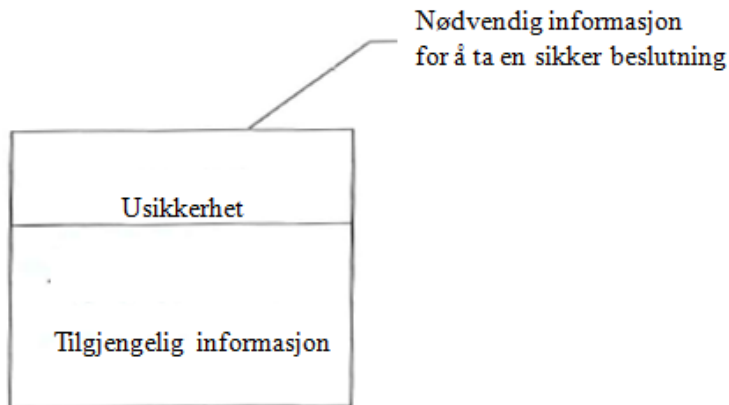 Nødvendig informasjon
for å ta en sikker beslutning
Usikkerhet
Tilgjengelig informasjon